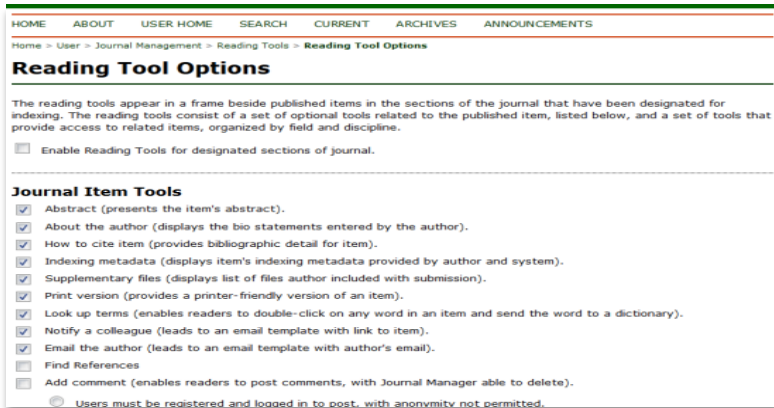 HOME ABOUT USER HOME SEARCH CURRENT ARCHIVES ANNOUNCEMENTS
Home > User > Journal Management > Reading Tools > Reading Tool Options
Reading Tool Options
The reading tools appear in a frame beside published items in the sections of the journal that have been designated for
indexing. The reading tools consist of a set of optional tools related to the published item, listed below, and a set of tools that
provide access to related items, organized by field and discipline.
Enable Reading Tools for designated sections of journal.
Journal Item Tools
Abstract (presents the item's abstract).
About the author (displays the bio statements entered by the author).
How to cite item (provides bibliographic detail for item).
Indexing metadata (displays item's indexing metadata provided by author and system).
Supplementary files (displays list of files author included with submission).
Print version (provides a printer-friendly version of an item).
Look up terms (enables readers to double-click on any word in an item and send the word to a dictionary).
Notify a colleague (leads to an email template with link to item).
Email the author (leads to an email template with author's email).
Find References
Add comment (enables readers to post comments, with Journal Manager able to delete).
Users must be registered and logged in to post, with anonymity not permitted.